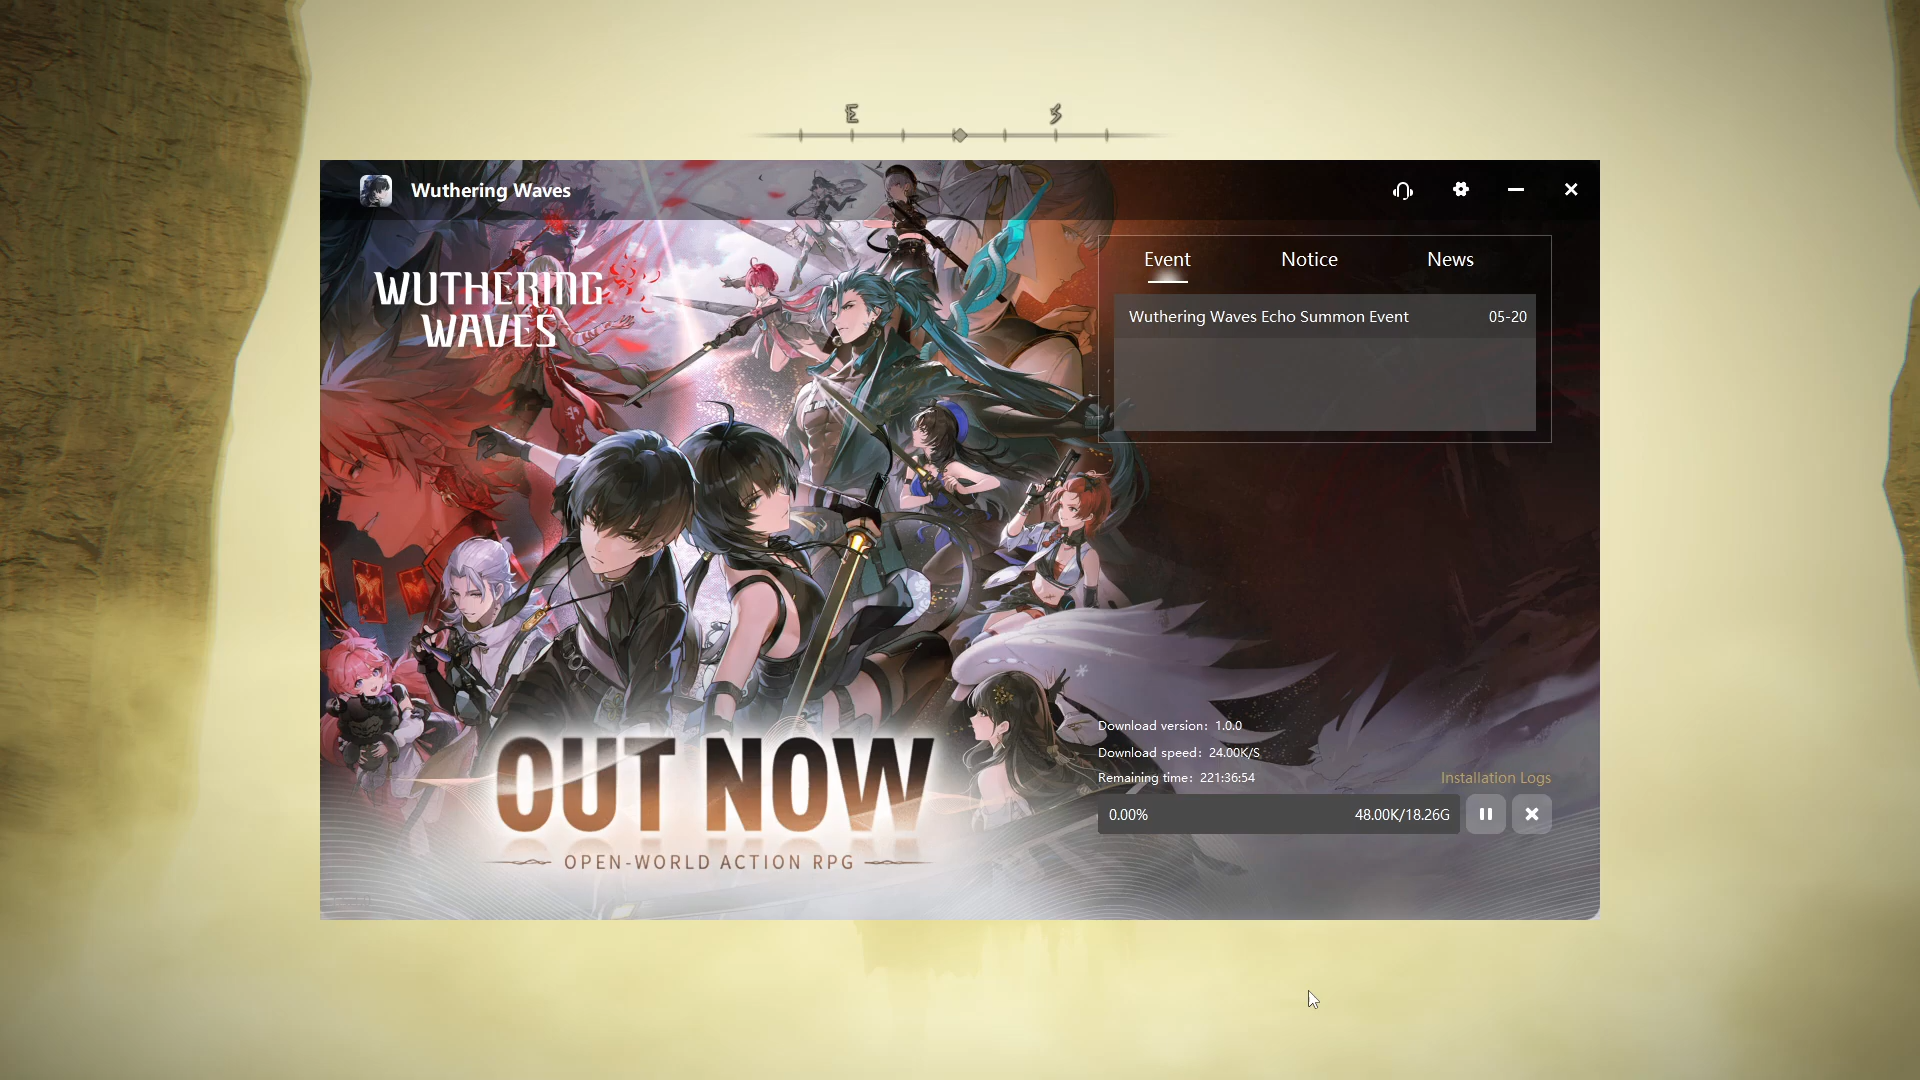 E S
Wuthering Waves
WUTHERING
WAVES
Event Notice News
Wuthering Waves Echo Summon Event 05-20
OUT NOW
OPEN-WORLD ACTION RPG
Download version: 1.0.0
Download speed: 24.00K/S
Remaining time: 221:36:54
Installation Logs
0.00% 48.00K/18.26G